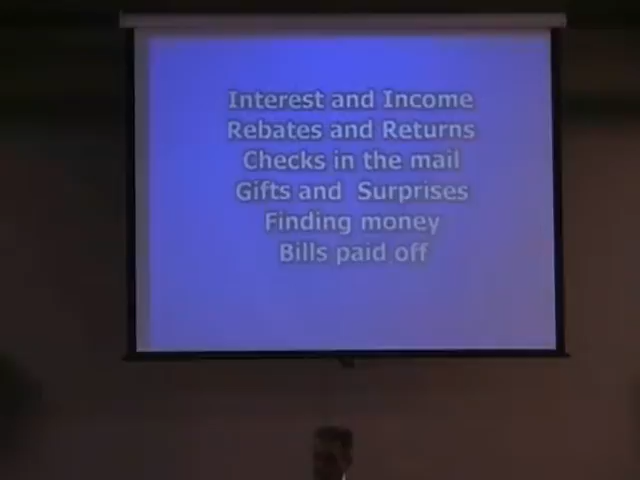 Interest and Income
Rebates and Returns
Checks in the mail
Gifts and Surprises
Finding money
Bills paid off